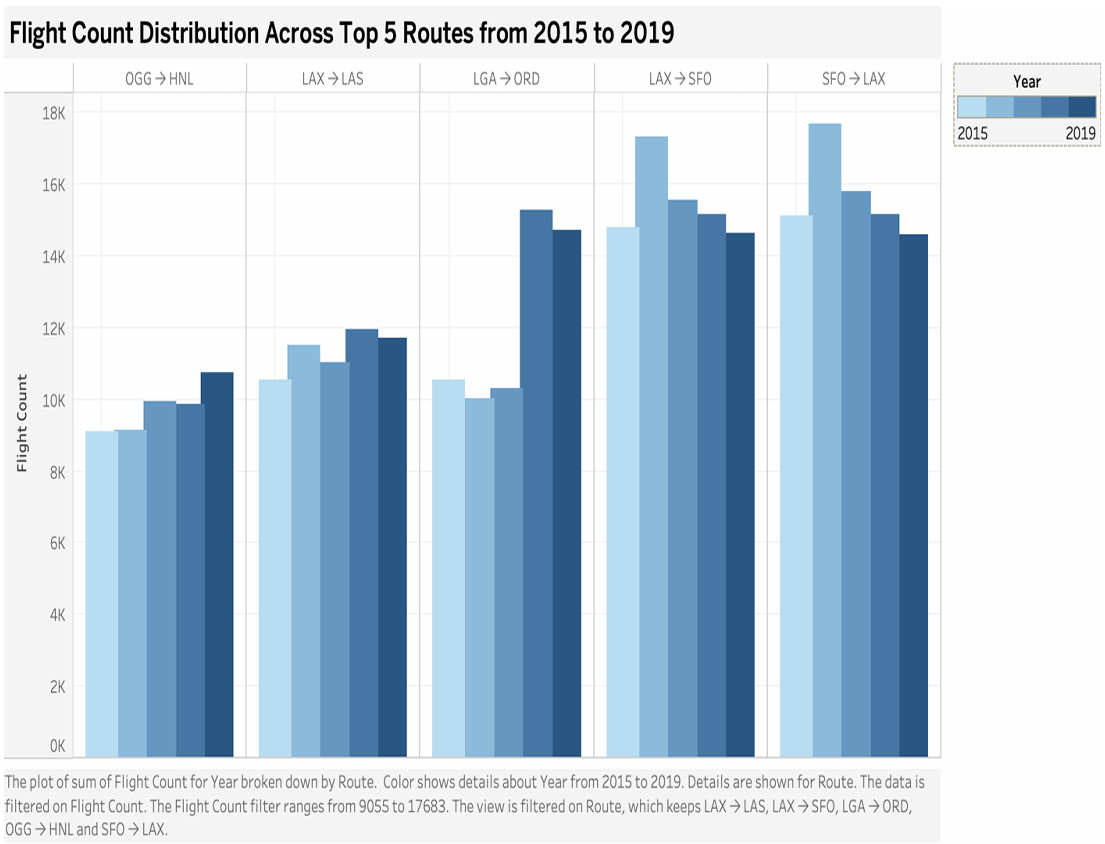 Flight Count Distribution Across Top 5 Routes from 2015 to 2019
OGG → HNL
LAX → LAS
LGA → ORD
LAX → SFO
SFO → LAX
Year
2015
2019
18K
16K
14K
12K
10K
8K
6K
4K
2K
0K
Flight Count
The plot of sum of Flight Count for Year broken down by Route.  Color shows details about Year from 2015 to 2019. Details are shown for Route. The data is
filtered on Flight Count. The Flight Count filter ranges from 9055 to 17683. The view is filtered on Route, which keeps LAX → LAS, LAX → SFO, LGA → ORD,
OGG → HNL and SFO → LAX.